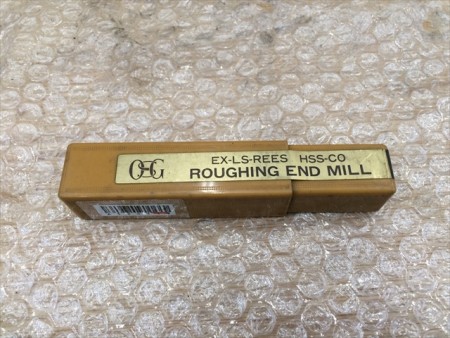 OSG
EX-LS-REES HSS-CO
ROUGHING END MILL